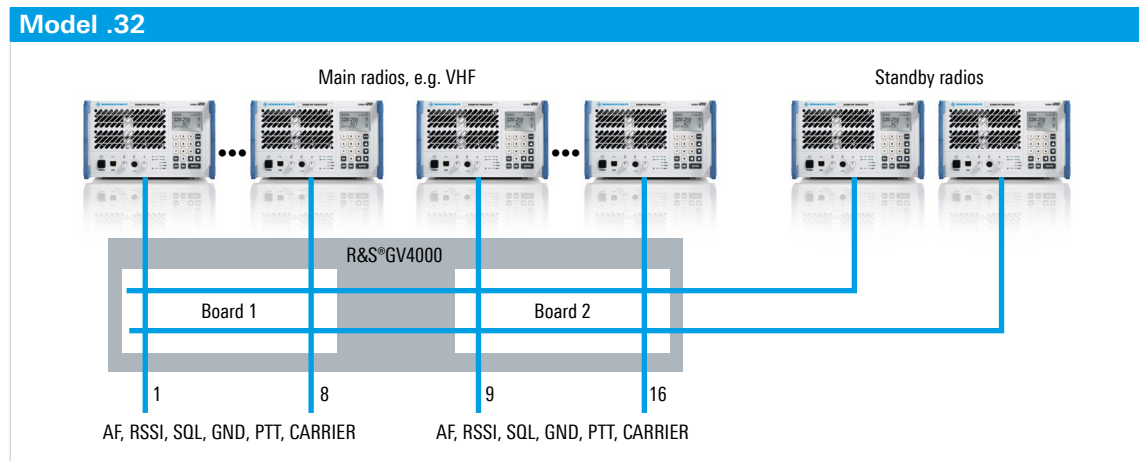 Model .32
Main radios, e.g. VHF
Standby radios
R&S®GV4000
Board 1
Board 2
1
8
9
16
AF, RSSI, SQL, GND, PTT, CARRIER
AF, RSSI, SQL, GND, PTT, CARRIER